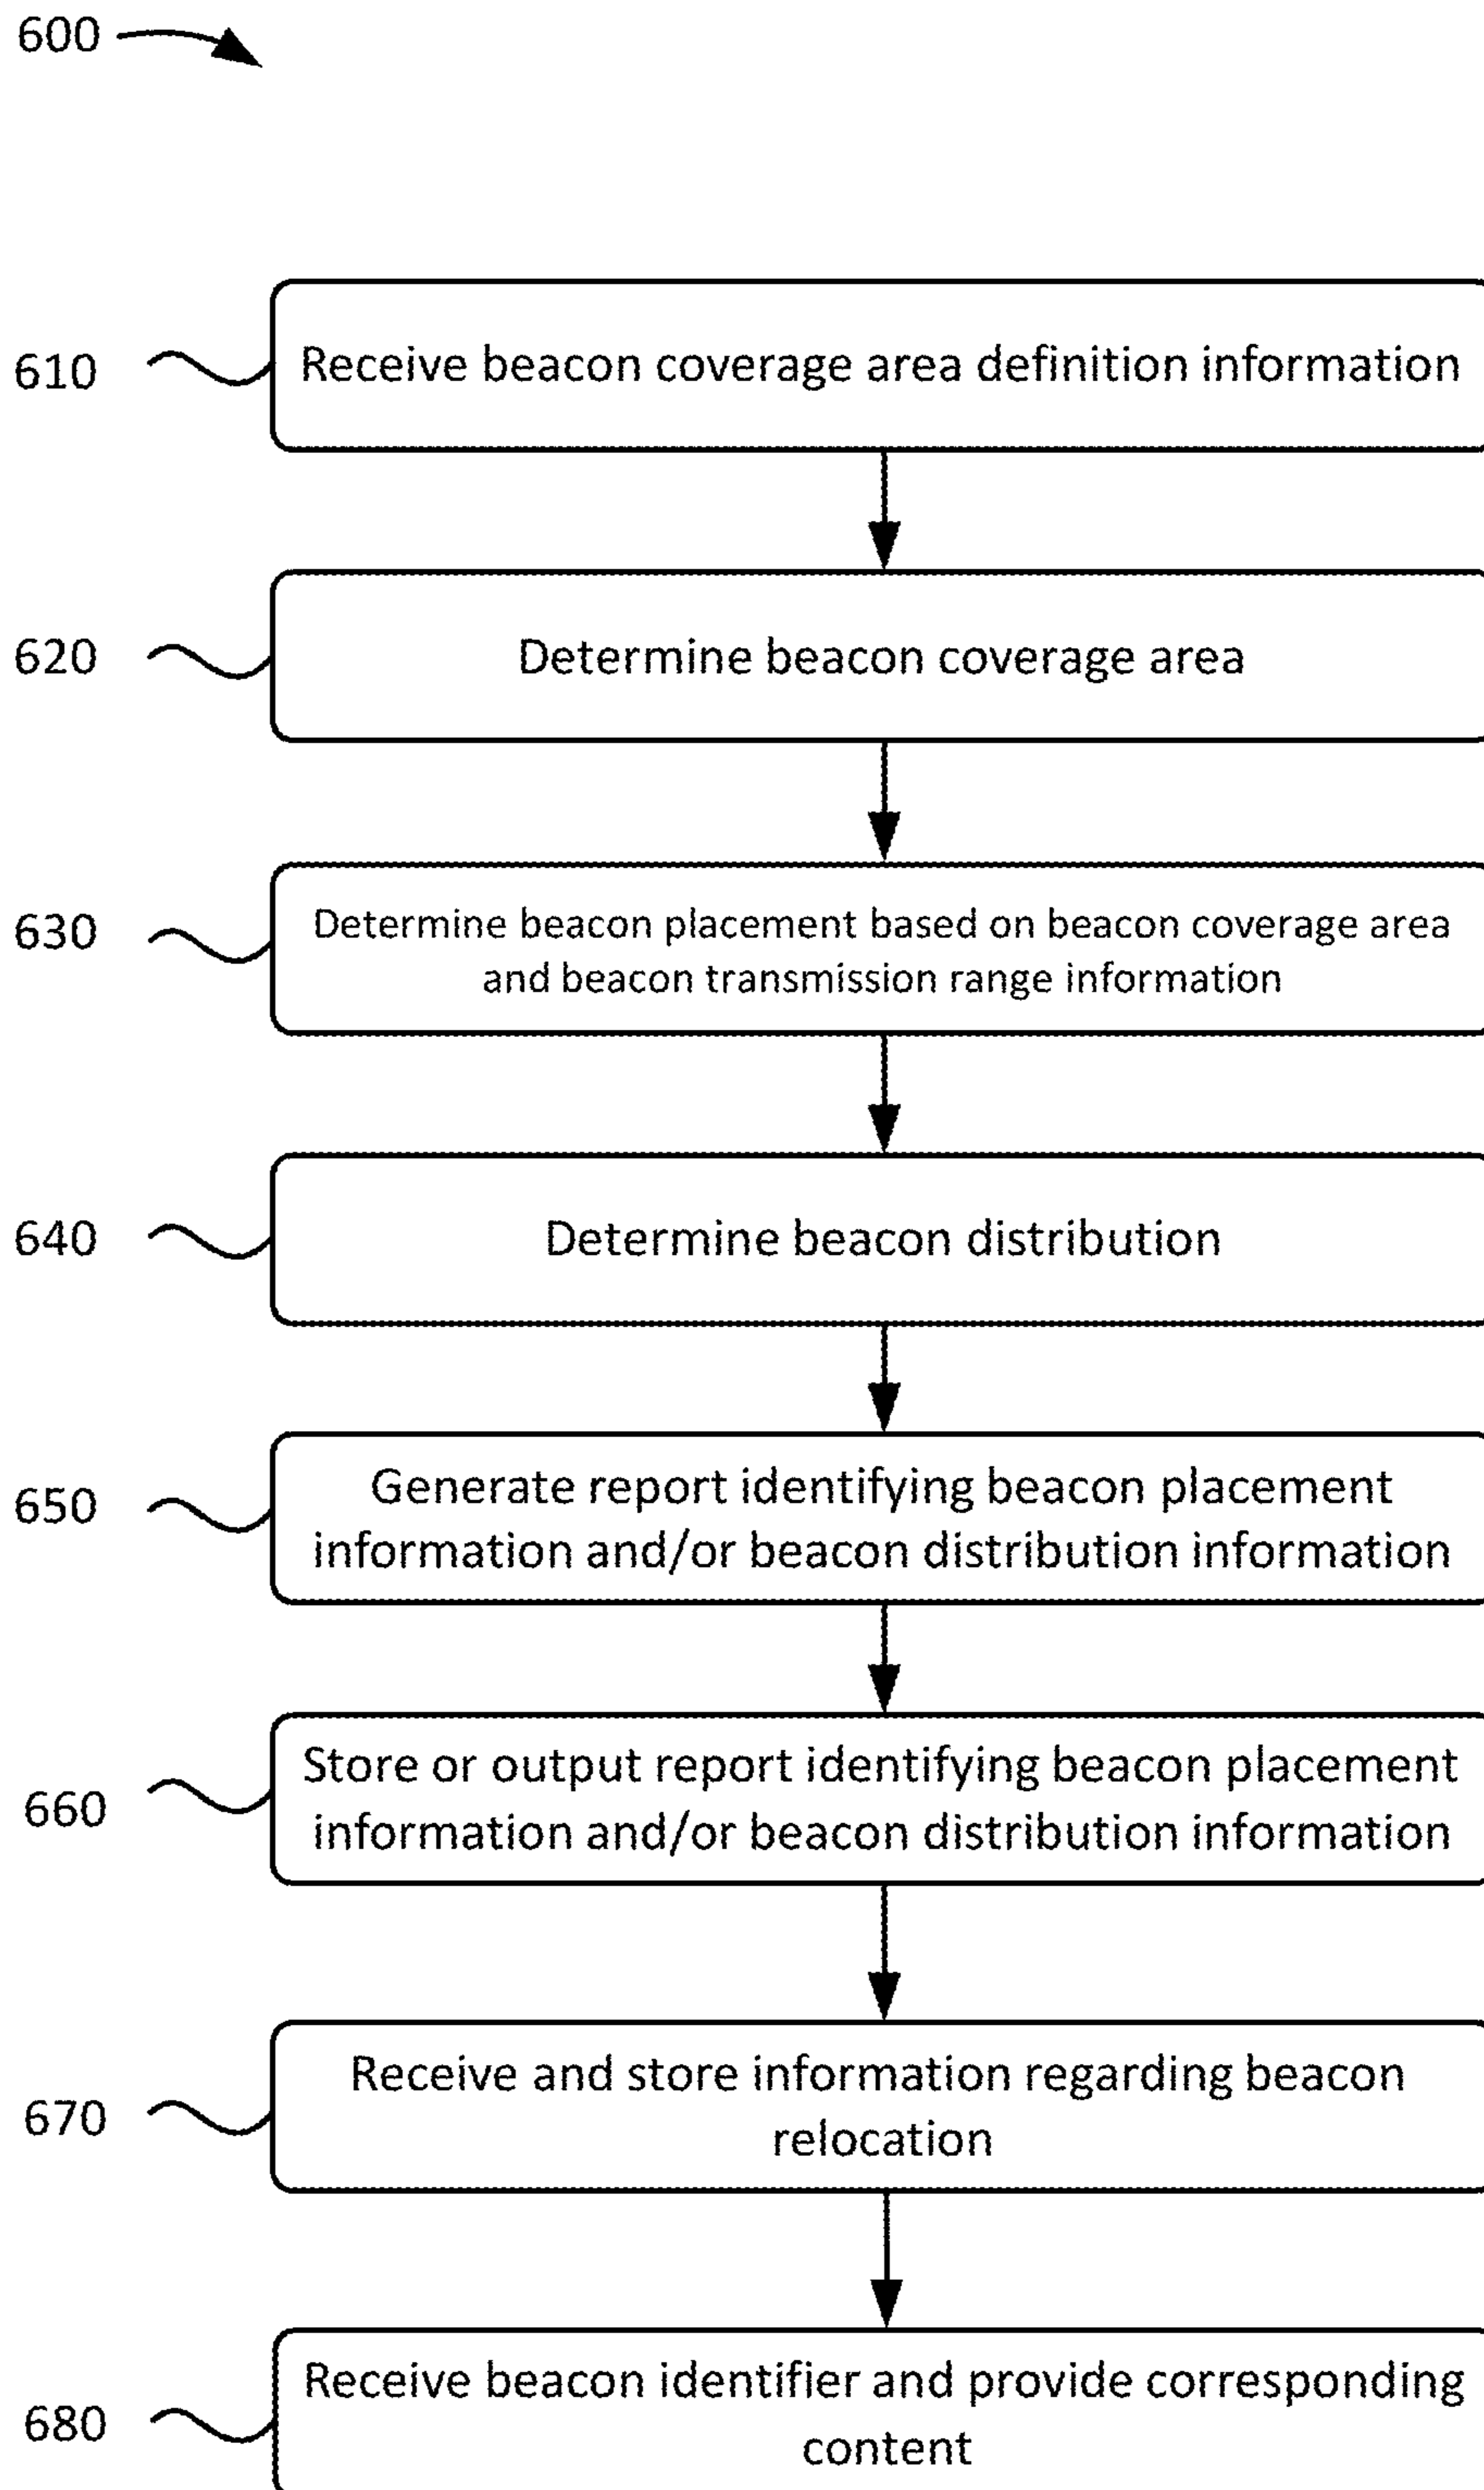 600
610
Receive beacon coverage area definition information
620
Determine beacon coverage area
630
Determine beacon placement based on beacon coverage area
and beacon transmission range information
640
Determine beacon distribution
650
Generate report identifying beacon placement
information and/or beacon distribution information
660
Store or output report identifying beacon placement
information and/or beacon distribution information
670
Receive and store information regarding beacon
relocation
680
Receive beacon identifier and provide corresponding
content